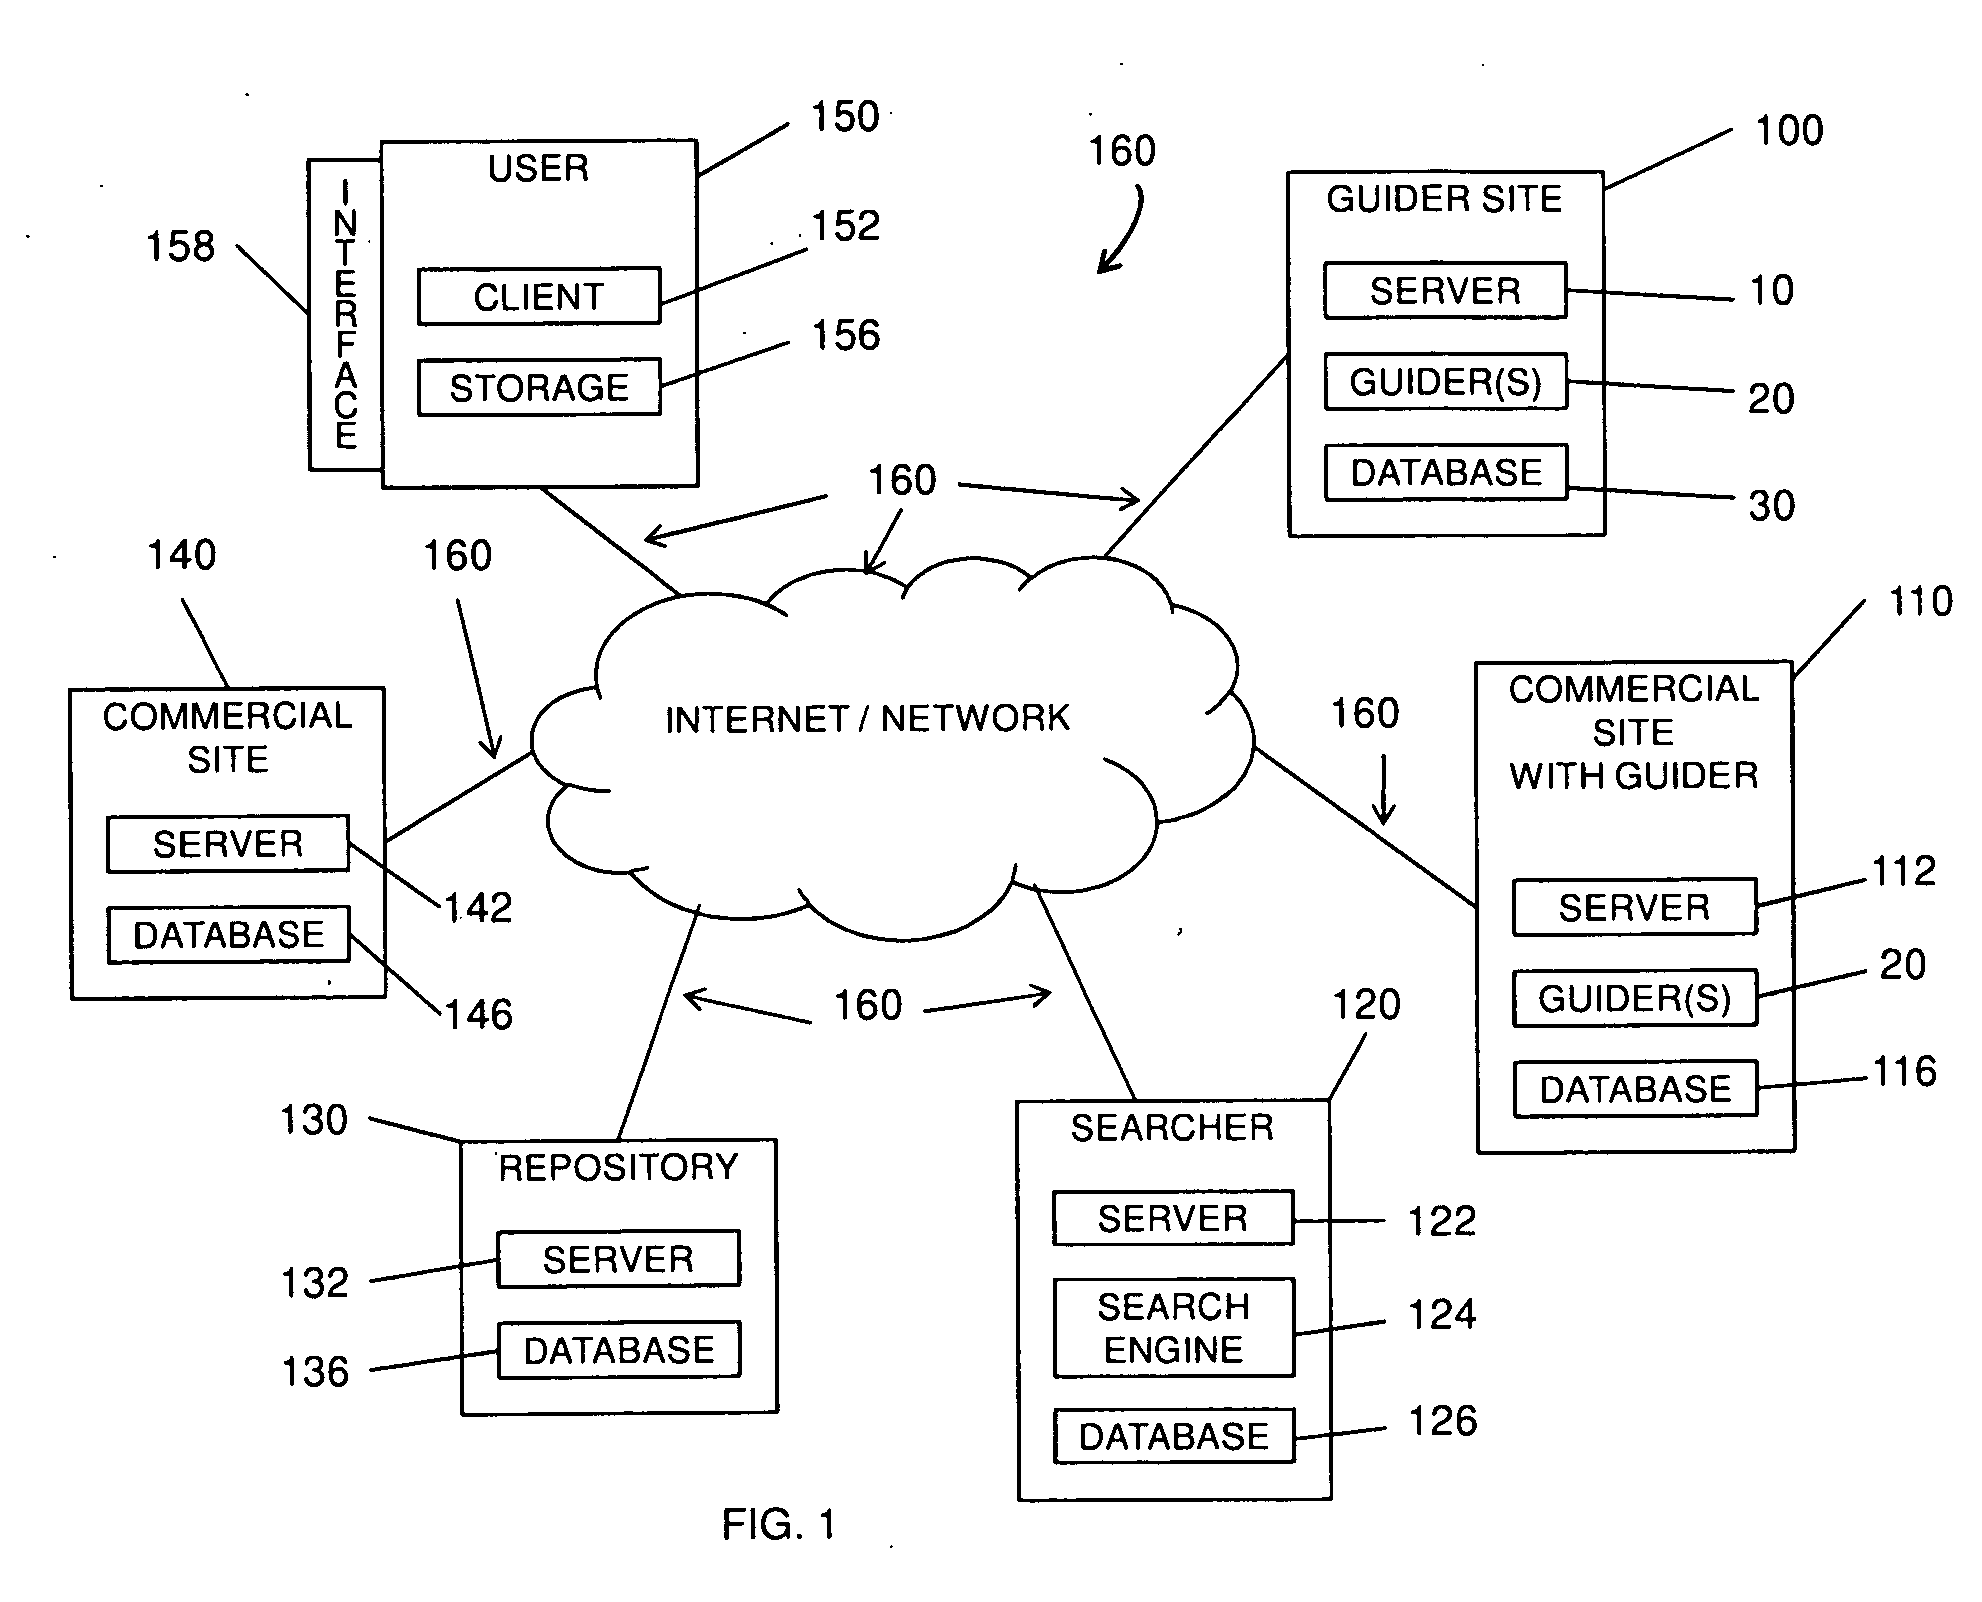 150
USER
INTERFACE
158
152
CLIENT
156
STORAGE
160
100
GUIDER SITE
SERVER
10
GUIDER(S)
20
DATABASE
30
160
140
160
COMMERCIAL
SITE
SERVER
142
DATABASE
146
INTERNET / NETWORK
160
110
COMMERCIAL
SITE
WITH GUIDER
SERVER
112
GUIDER(S)
20
DATABASE
116
160
130
REPOSITORY
SERVER
132
DATABASE
136
120
SEARCHER
SERVER
122
SEARCH
ENGINE
124
DATABASE
126
FIG. 1